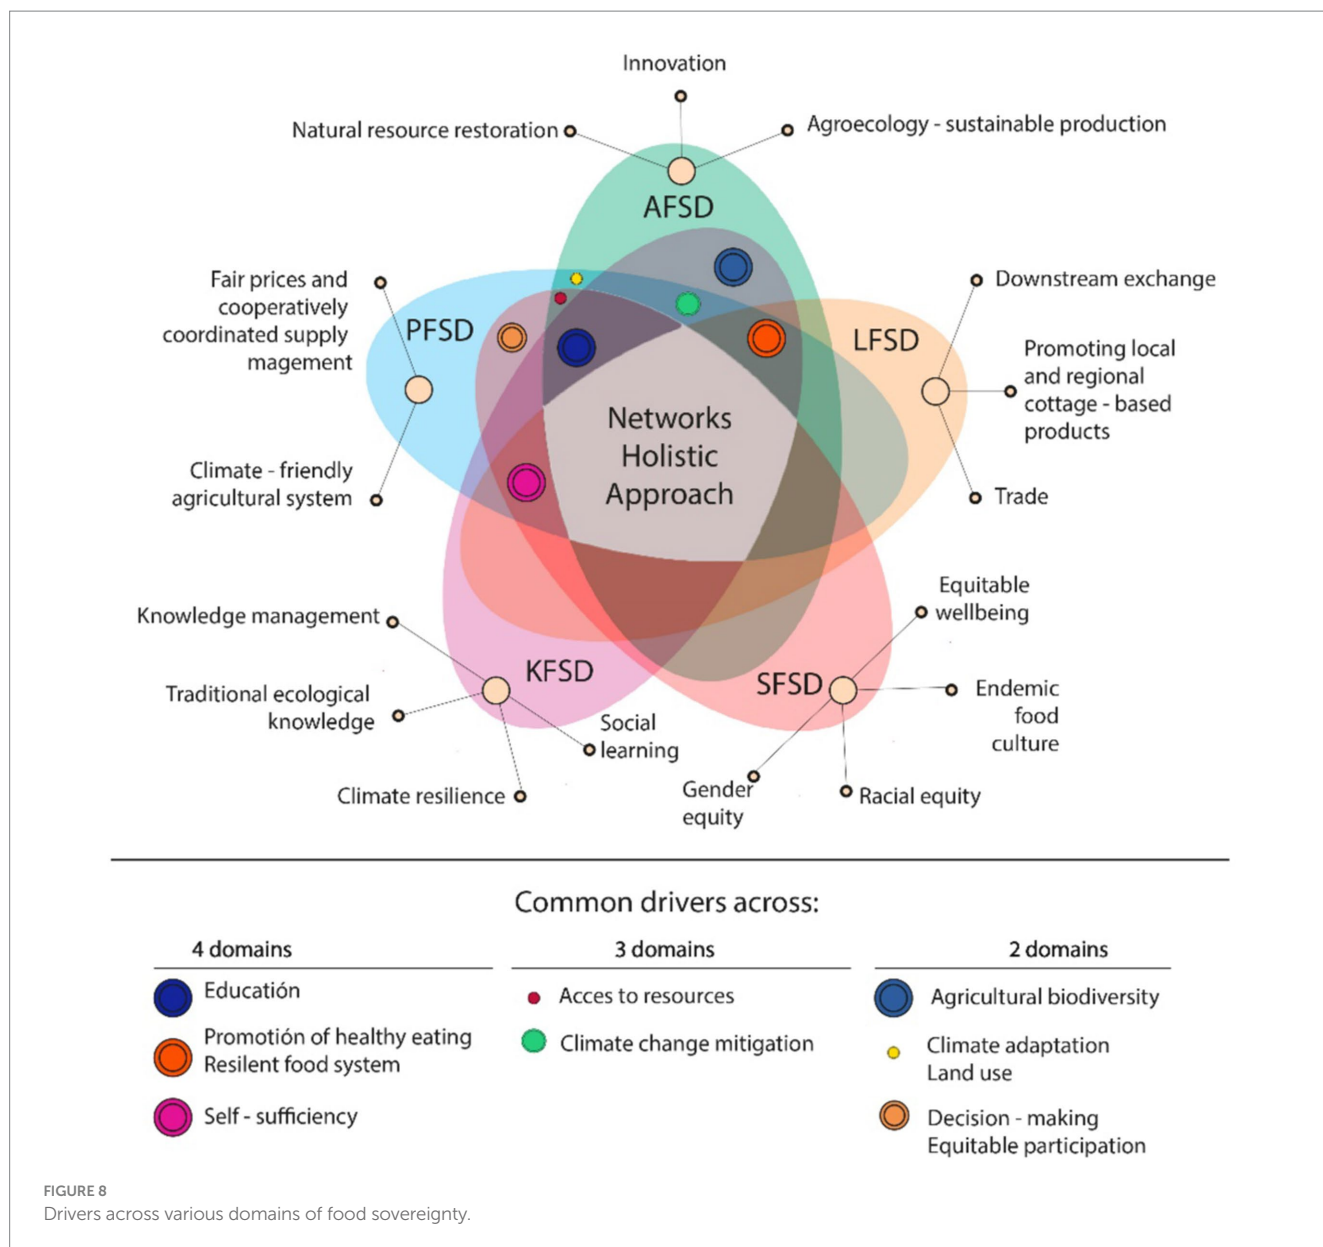 Innovation
Natural resource restoration
Agroecology - sustainable production
AFSD
Fair prices and
cooperatively
coordinated supply
magement
PFSD
Climate - friendly
agricultural system
LFSD
Downstream exchange
Promoting local
and regional
cottage - based
products
Trade
Networks
Holistic
Approach
Knowledge management
KFSD
Traditional ecological
knowledge
Social
learning
Climate resilience
SFSD
Equitable
wellbeing
Endemic
food
culture
Gender
equity
Racial equity
Common drivers across:
4 domains
Educatión
Promotión of healthy eating
Resilent food system
Self - sufficiency
3 domains
Acces to resources
Climate change mitigation
2 domains
Agricultural biodiversity
Climate adaptation
Land use
Decision - making
Equitable participation
FIGURE 8
Drivers across various domains of food sovereignty.